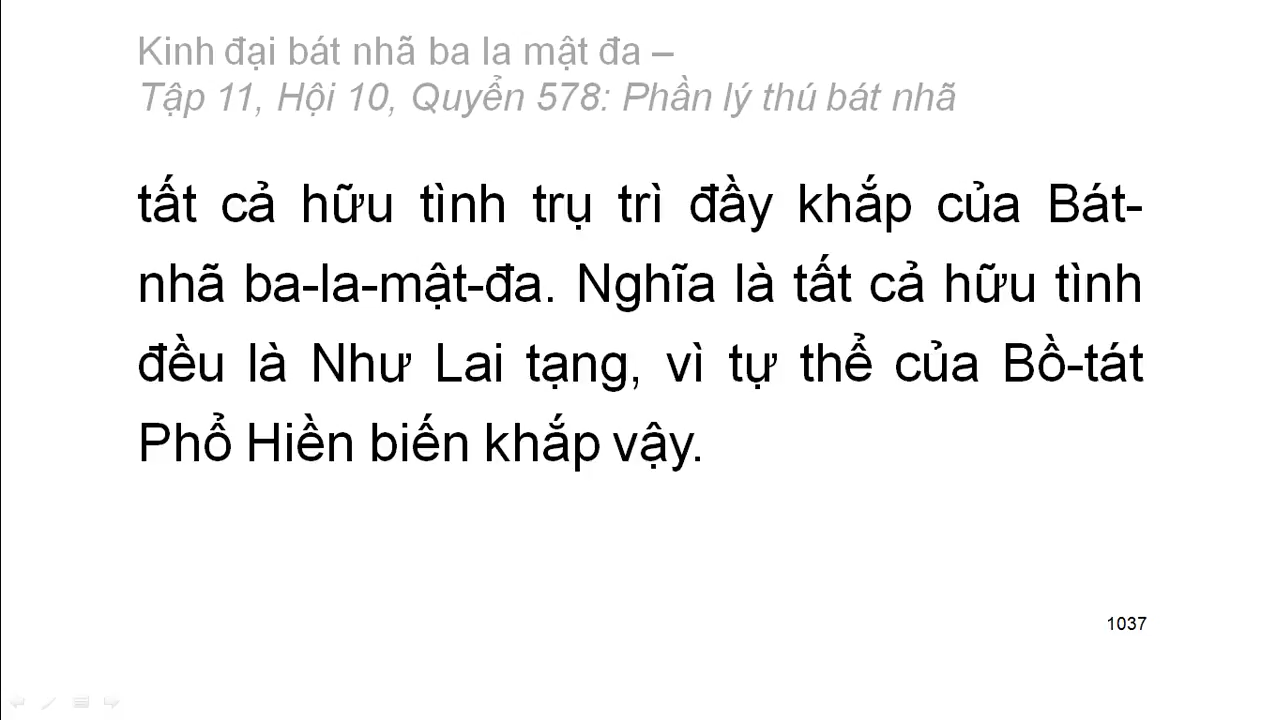 Kinh đại bát nhã ba la mật đa –
Tập 11, Hội 10, Quyển 578: Phần lý thú bát nhã
tất cả hữu tình trụ trì đầy khắp của Bát-
nhã ba-la-mật-đa. Nghĩa là tất cả hữu tình
đều là Như Lai tạng, vì tự thể của Bồ-tát
Phổ Hiền biến khắp vậy.
1037